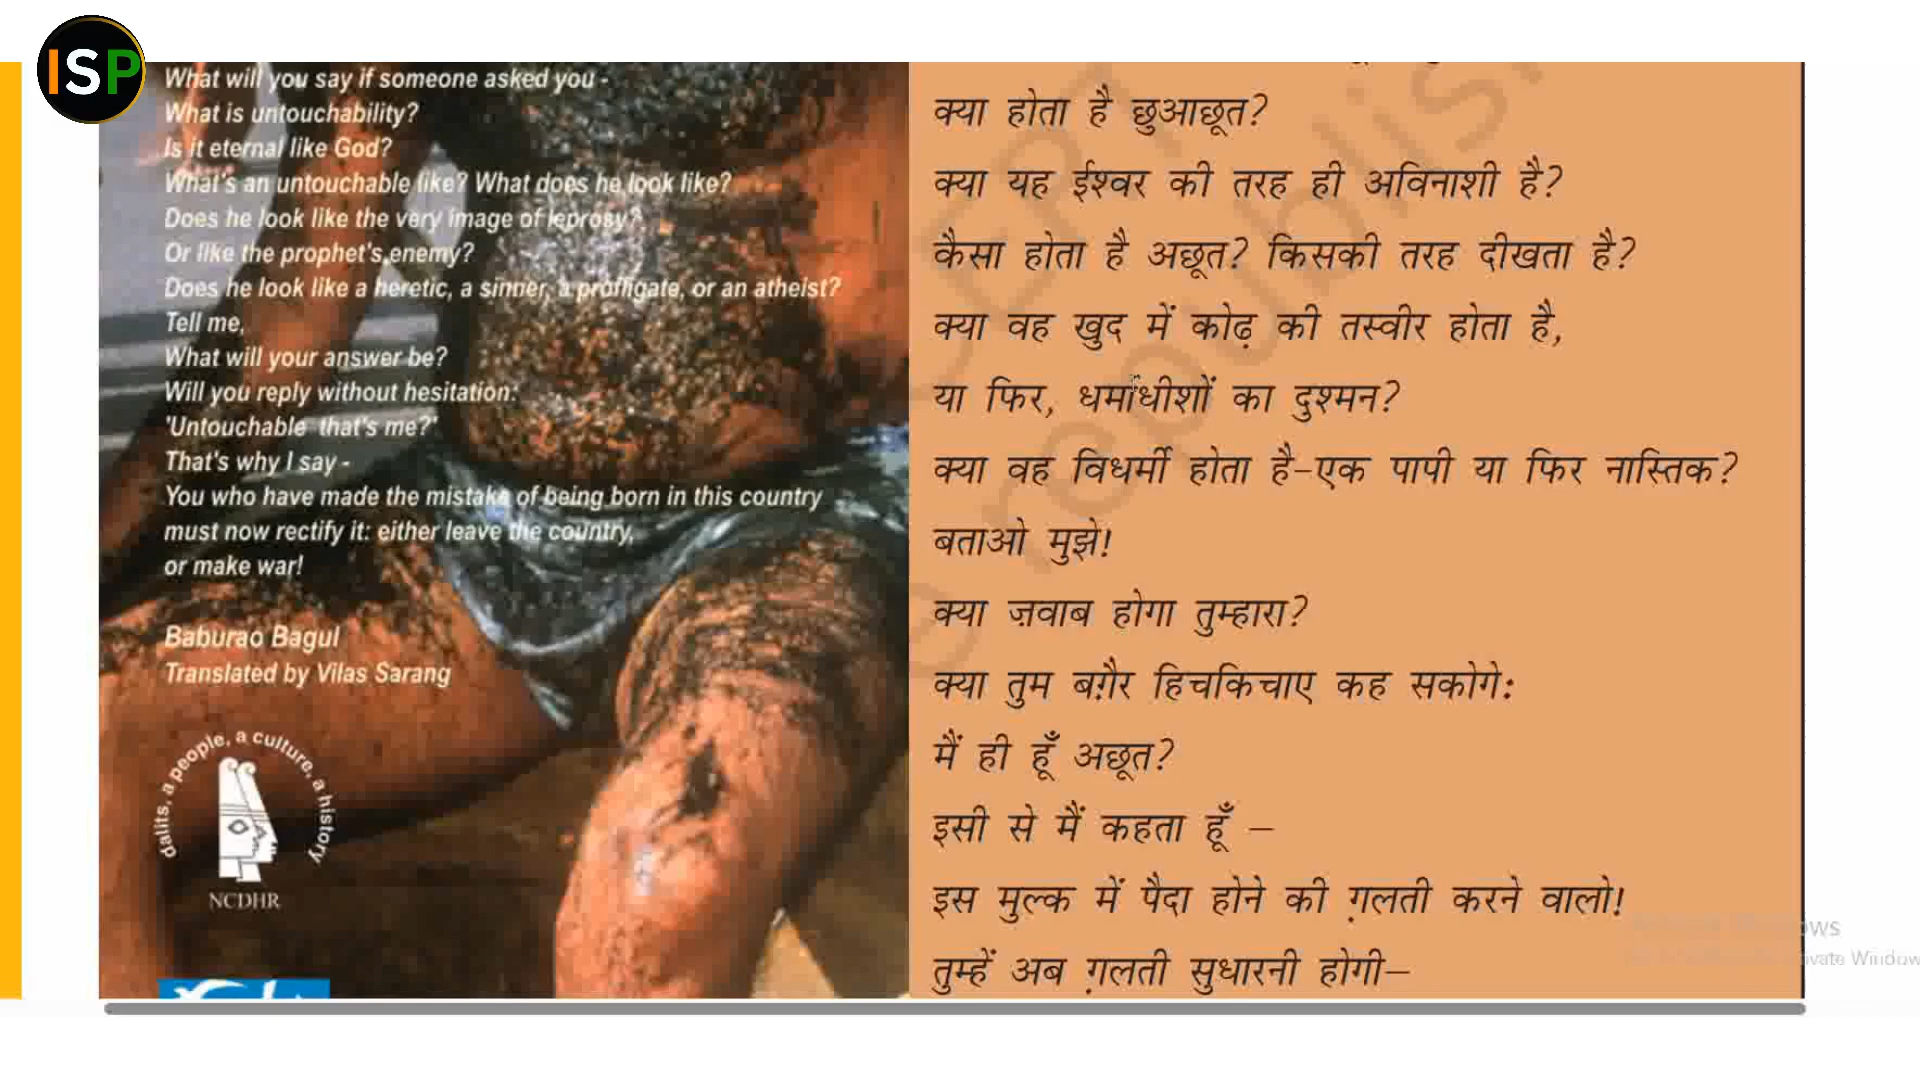 ISP
What will you say if someone asked you -
What is untouchability?
Is it eternal like God?
What's an untouchable like? What does he look like?
Does he look like the very image of leprosy?
Or like the prophet's enemy?
Does he look like a heretic, a sinner, a profligate, or an atheist?
Tell me,
What will your answer be?
Will you reply without hesitation:
'Untouchable that's me?'
That's why I say -
You who have made the mistake of being born in this country
must now rectify it: either leave the country,
or make war!
Baburao Bagul
Translated by Vilas Sarang
dalits, a people, a culture, a history
NCDHR
क्या होता है छुआछूत?
क्या यह ईश्वर की तरह ही अविनाशी है?
कैसा होता है अछूत? किसकी तरह दीखता है?
क्या वह खुद में कोढ़ की तस्वीर होता है,
या फिर, धर्माधीशों का दुश्मन?
क्या वह विधर्मी होता है–एक पापी या फिर नास्तिक?
बताओ मुझे!
क्या ज़वाब होगा तुम्हारा?
क्या तुम बग़ैर हिचकिचाए कह सकोगे:
मैं ही हूँ अछूत?
इसी से मैं कहता हूँ –
इस मुल्क में पैदा होने की ग़लती करने वालो!
तुम्हें अब ग़लती सुधारनी होगी–